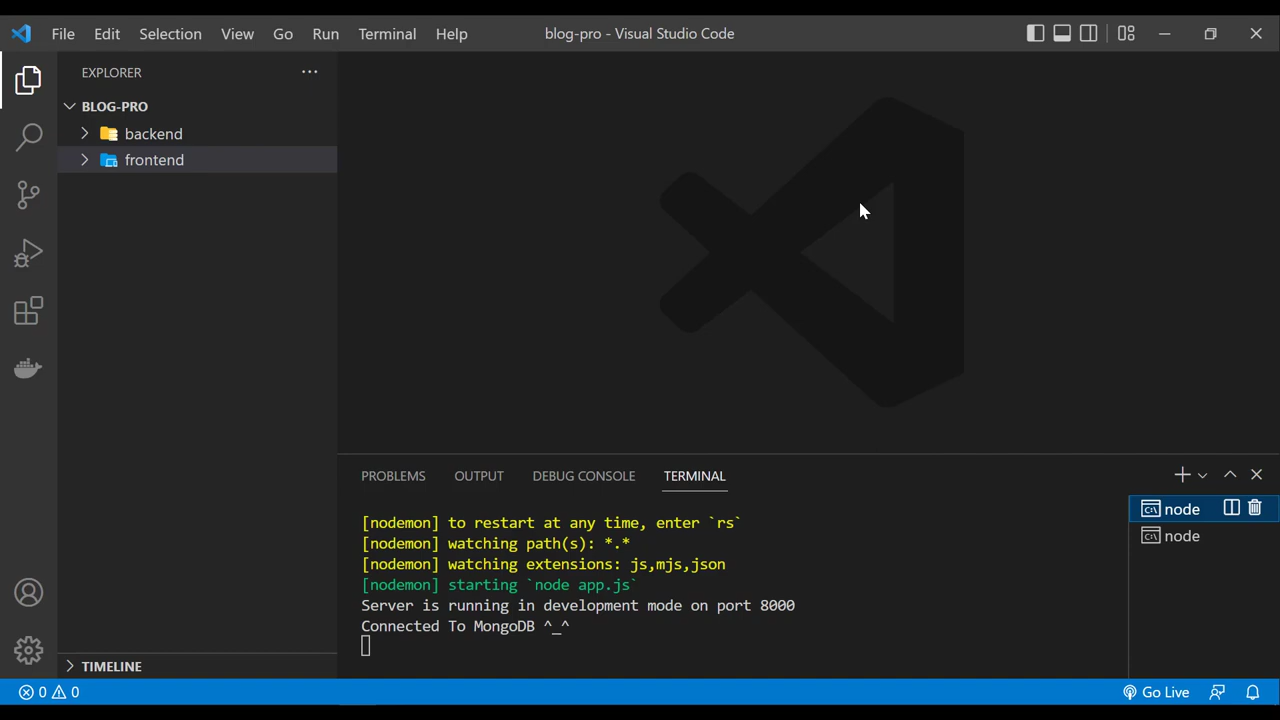 File Edit Selection View Go Run Terminal Help
blog-pro - Visual Studio Code
EXPLORER
BLOG-PRO
backend
frontend
TIMELINE
PROBLEMS OUTPUT DEBUG CONSOLE TERMINAL
[nodemon] to restart at any time, enter `rs`
[nodemon] watching path(s): *.*
[nodemon] watching extensions: js,mjs,json
[nodemon] starting `node app.js`
Server is running in development mode on port 8000
Connected To MongoDB ^_^
node
node
0 0
Go Live